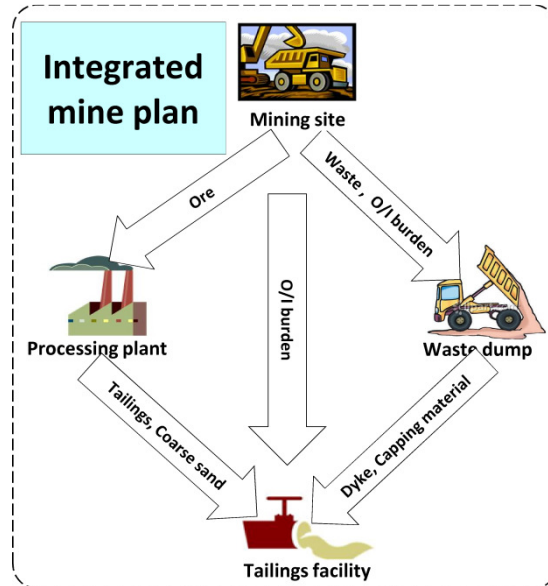 Integrated
mine plan
Mining site
Ore
Waste , O/I burden
O/I burden
Processing plant
Waste dump
Tailings, Coarse sand
Dyke, Capping material
Tailings facility